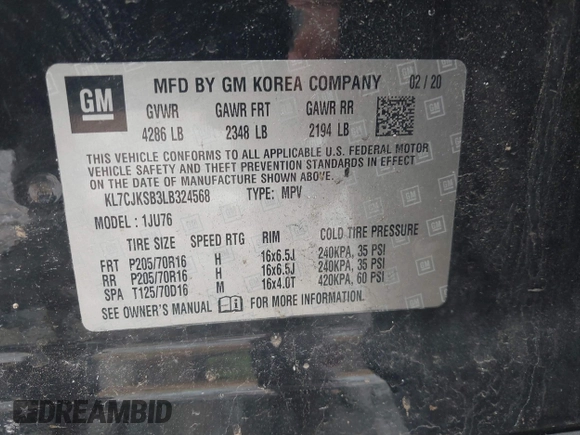 GM MFD BY GM KOREA COMPANY 02 / 20
GVWR GAWR FRT GAWR RR
4286 LB 2348 LB 2194 LB
THIS VEHICLE CONFORMS TO ALL APPLICABLE U.S. FEDERAL MOTOR
VEHICLE SAFETY AND THEFT PREVENTION STANDARDS IN EFFECT
ON THE DATE OF MANUFACTURE SHOWN ABOVE.
KL7CJKSB3LB324568 TYPE: MPV
MODEL: 1JU76
TIRE SIZE SPEED RTG RIM COLD TIRE PRESSURE
FRT P205/70R16 H 16x6.5J 240KPA, 35 PSI
RR P205/70R16 H 16x6.5J 240KPA, 35 PSI
SPA T125/70D16 M 16x4.0T 420KPA, 60 PSI
SEE OWNER'S MANUAL FOR MORE INFORMATION.
DREAMBID